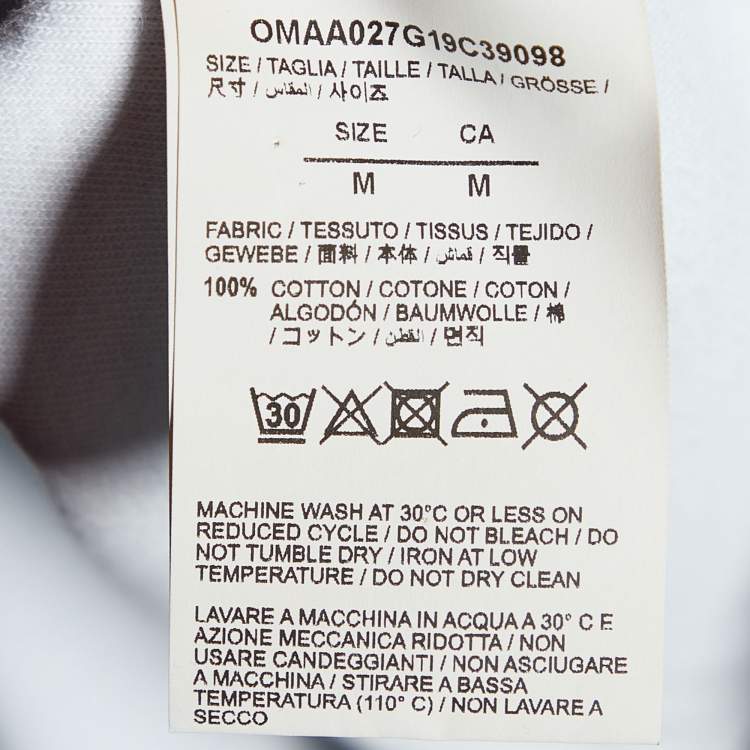 OMAA027G19C39098
SIZE / TAGLIA / TAILLE / TALLA / GRÖSSE /
尺寸 / المقاس / 사이즈
SIZE CA
M M
FABRIC / TESSUTO / TISSUS / TEJIDO /
GEWEBE / 面料 / 本体 / قماش / 직물
100% COTTON / COTONE / COTON /
ALGODÓN / BAUMWOLLE / 棉
/ コットン / القطن / 면직
30
MACHINE WASH AT 30°C OR LESS ON
REDUCED CYCLE / DO NOT BLEACH / DO
NOT TUMBLE DRY / IRON AT LOW
TEMPERATURE / DO NOT DRY CLEAN
LAVARE A MACCHINA IN ACQUA A 30° C E
AZIONE MECCANICA RIDOTTA / NON
USARE CANDEGGIANTI / NON ASCIUGARE
A MACCHINA / STIRARE A BASSA
TEMPERATURA (110° C) / NON LAVARE A
SECCO